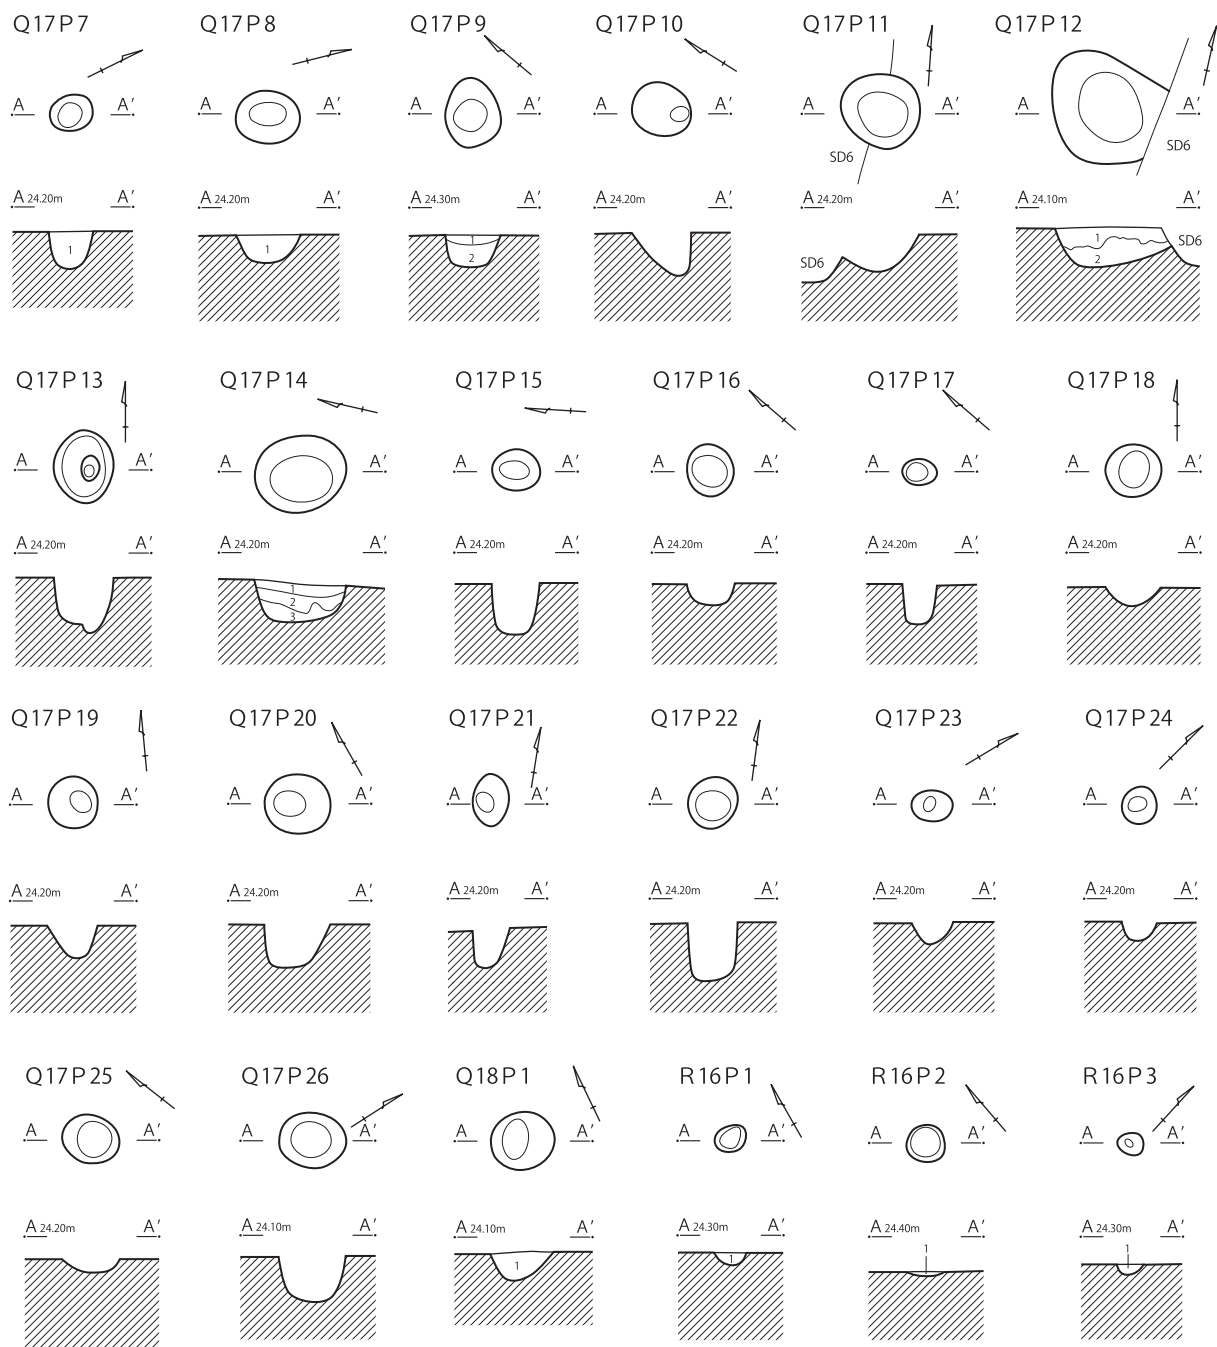 Q17P7 Q17P8 Q17P9 Q17P10 Q17P11 Q17P12
A A′ A A′ A A′ A A′ A A′ A A′
SD6 SD6
A 24.20m A′ A 24.20m A′ A 24.30m A′ A 24.20m A′ A 24.20m A′ A 24.10m A′
1 1 1 2 SD6 1 2 SD6
Q17P13 Q17P14 Q17P15 Q17P16 Q17P17 Q17P18
A A′ A A′ A A′ A A′ A A′ A A′
A 24.20m A′ A 24.20m A′ A 24.20m A′ A 24.20m A′ A 24.20m A′ A 24.20m A′
1
2
3
Q17P19 Q17P20 Q17P21 Q17P22 Q17P23 Q17P24
A A′ A A′ A A′ A A′ A A′ A A′
A 24.20m A′ A 24.20m A′ A 24.20m A′ A 24.20m A′ A 24.20m A′ A 24.20m A′
Q17P25 Q17P26 Q18P1 R16P1 R16P2 R16P3
A A′ A A′ A A′ A A′ A A′ A A′
A 24.20m A′ A 24.10m A′ A 24.10m A′ A 24.30m A′ A 24.40m A′ A 24.30m A′
1 1 1 1